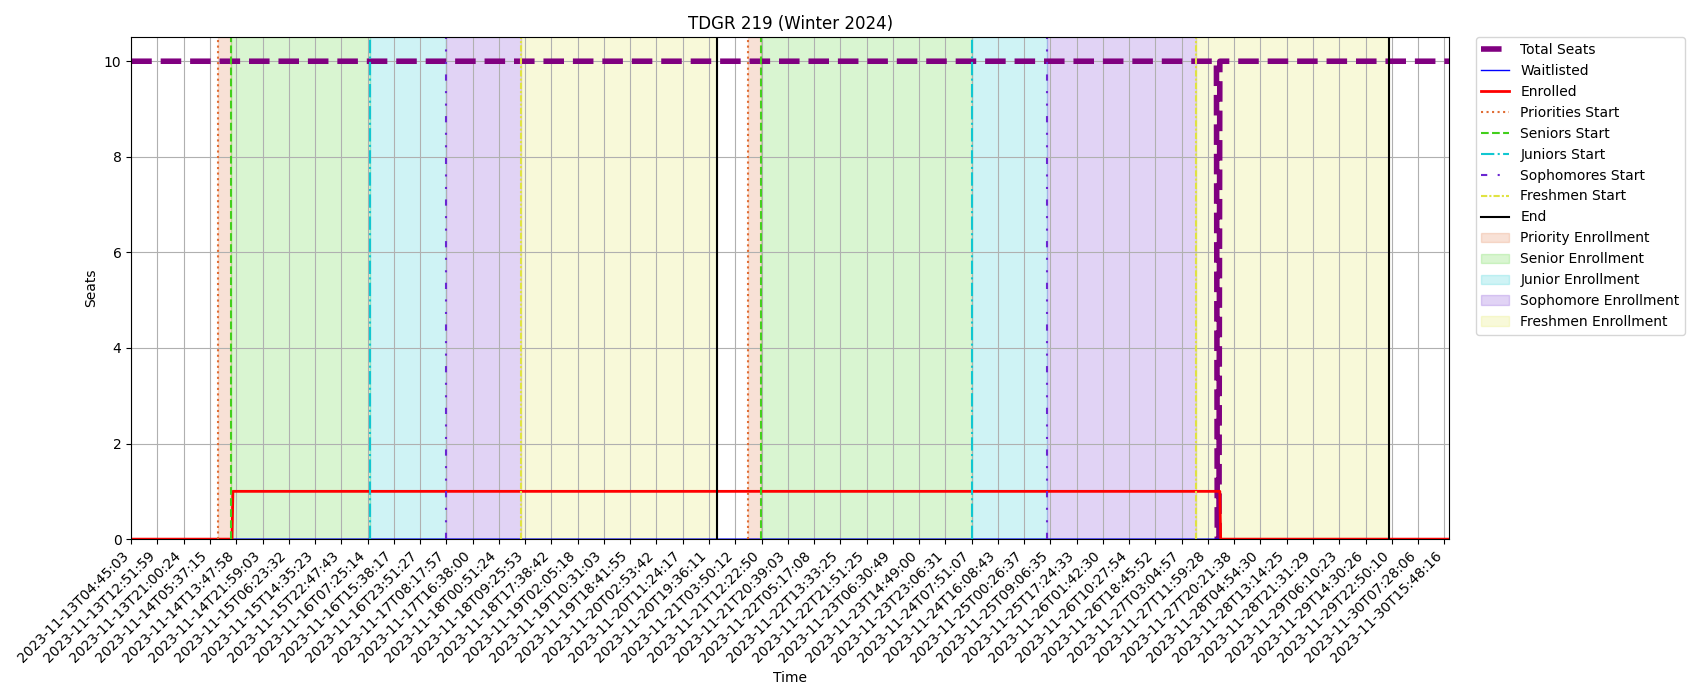 TDGR 219 (Winter 2024)
10
8
6
4
2
0
Seats
2023-11-13T04:45:03
2023-11-13T12:51:59
2023-11-13T21:00:24
2023-11-14T05:37:15
2023-11-14T13:47:58
2023-11-14T21:59:03
2023-11-15T06:23:32
2023-11-15T14:35:23
2023-11-15T22:47:43
2023-11-16T07:25:14
2023-11-16T15:38:17
2023-11-16T23:51:27
2023-11-17T08:17:57
2023-11-17T16:38:00
2023-11-18T00:51:24
2023-11-18T09:25:53
2023-11-18T17:38:42
2023-11-19T02:05:18
2023-11-19T10:31:03
2023-11-19T18:41:55
2023-11-20T02:53:42
2023-11-20T11:24:17
2023-11-20T19:36:11
2023-11-21T03:50:12
2023-11-21T12:22:50
2023-11-21T20:39:03
2023-11-22T05:17:08
2023-11-22T13:33:25
2023-11-22T21:51:25
2023-11-23T06:30:49
2023-11-23T14:49:00
2023-11-23T23:06:31
2023-11-24T07:51:07
2023-11-24T16:08:43
2023-11-25T00:26:37
2023-11-25T09:06:35
2023-11-25T17:24:33
2023-11-26T01:42:30
2023-11-26T10:27:54
2023-11-26T18:45:52
2023-11-27T03:04:57
2023-11-27T11:59:28
2023-11-27T20:21:38
2023-11-28T04:54:30
2023-11-28T13:14:25
2023-11-28T21:31:29
2023-11-29T06:10:23
2023-11-29T14:30:26
2023-11-29T22:50:10
2023-11-30T07:28:06
2023-11-30T15:48:16
Time
Total Seats
Waitlisted
Enrolled
Priorities Start
Seniors Start
Juniors Start
Sophomores Start
Freshmen Start
End
Priority Enrollment
Senior Enrollment
Junior Enrollment
Sophomore Enrollment
Freshmen Enrollment